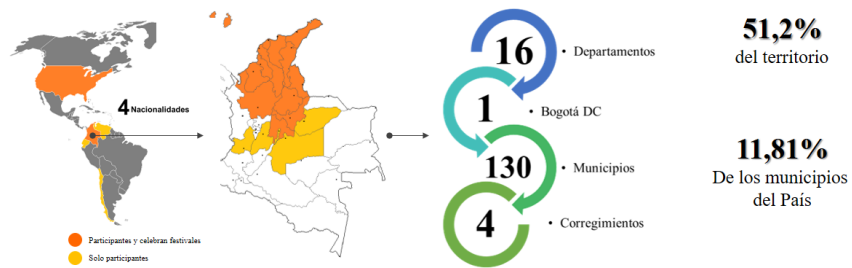 4 Nacionalidades
Participantes y celebran festivales
Solo participantes
16
• Departamentos
1
• Bogotá DC
130
• Municipios
4
• Corregimientos
51,2%
del territorio
11,81%
De los municipios
del País